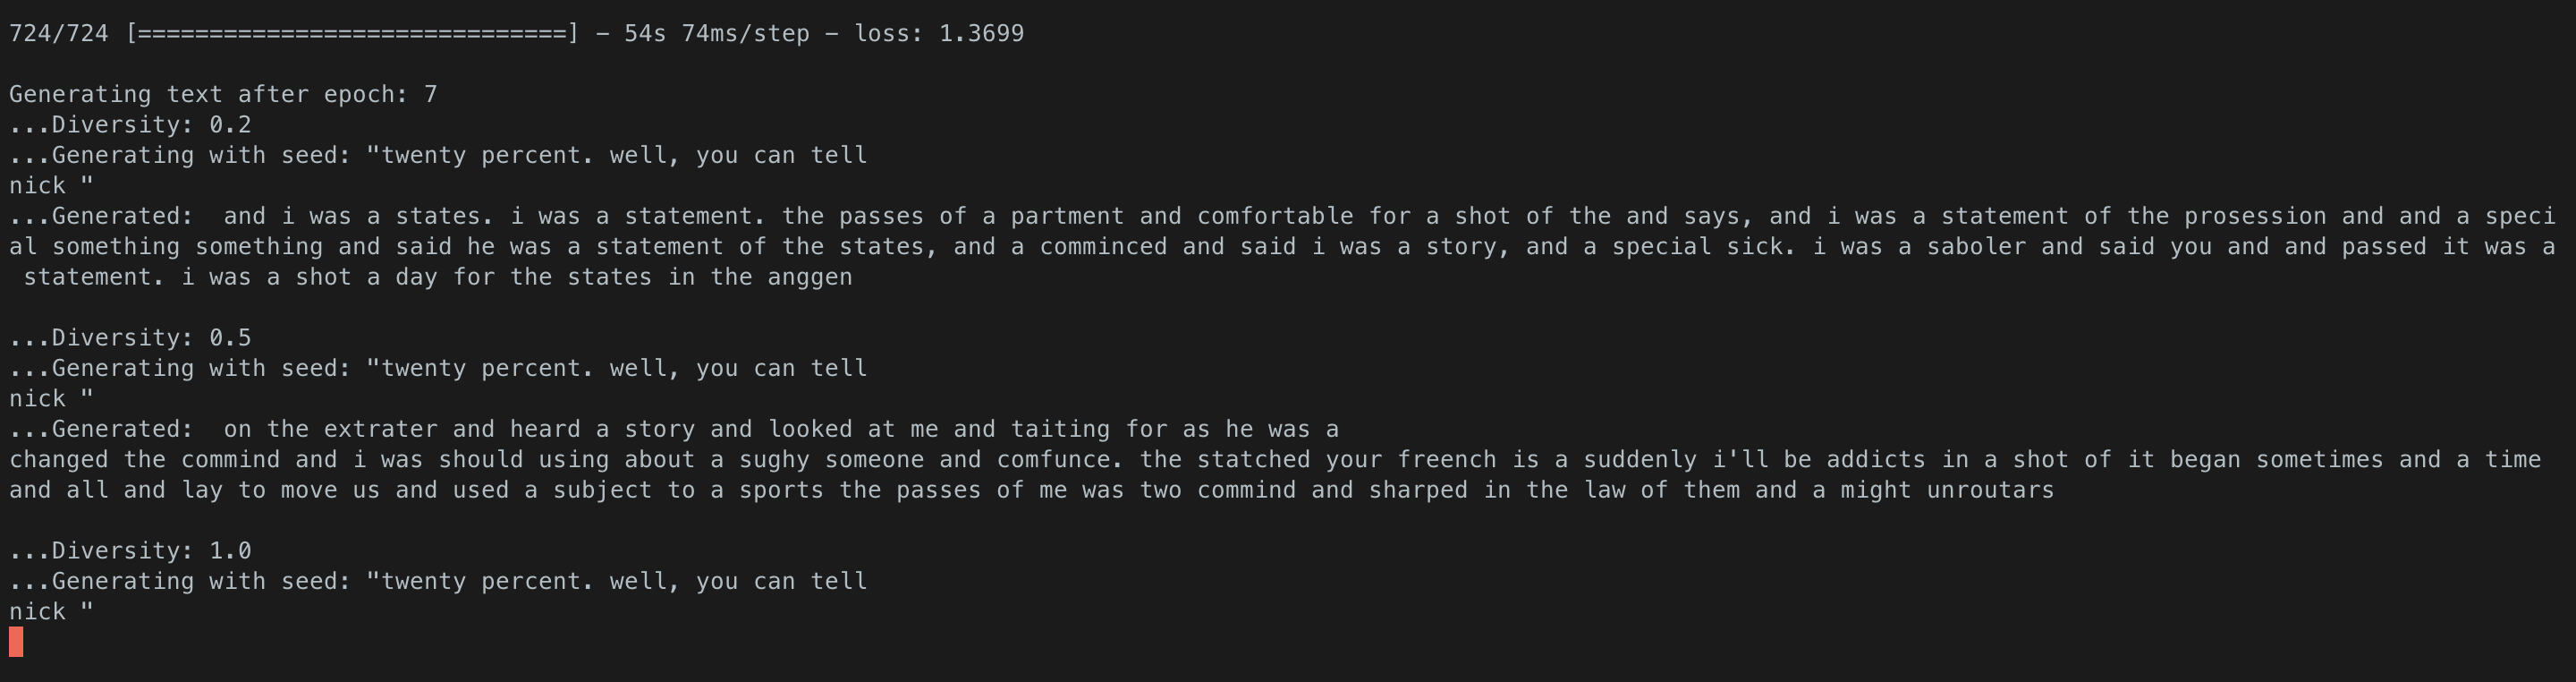 724/724 [==============================] – 54s 74ms/step – loss: 1.3699
Generating text after epoch: 7
...Diversity: 0.2
...Generating with seed: "twenty percent. well, you can tell
nick "
...Generated:  and i was a states. i was a statement. the passes of a partment and comfortable for a shot of the and says, and i was a statement of the prosession and and a speci
al something something and said he was a statement of the states, and a comminced and said i was a story, and a special sick. i was a saboler and said you and and passed it was a
 statement. i was a shot a day for the states in the anggen
...Diversity: 0.5
...Generating with seed: "twenty percent. well, you can tell
nick "
...Generated:  on the extrater and heard a story and looked at me and taiting for as he was a
changed the commind and i was should using about a sughy someone and comfunce. the statched your freench is a suddenly i'll be addicts in a shot of it began sometimes and a time
and all and lay to move us and used a subject to a sports the passes of me was two commind and sharped in the law of them and a might unroutars
...Diversity: 1.0
...Generating with seed: "twenty percent. well, you can tell
nick "